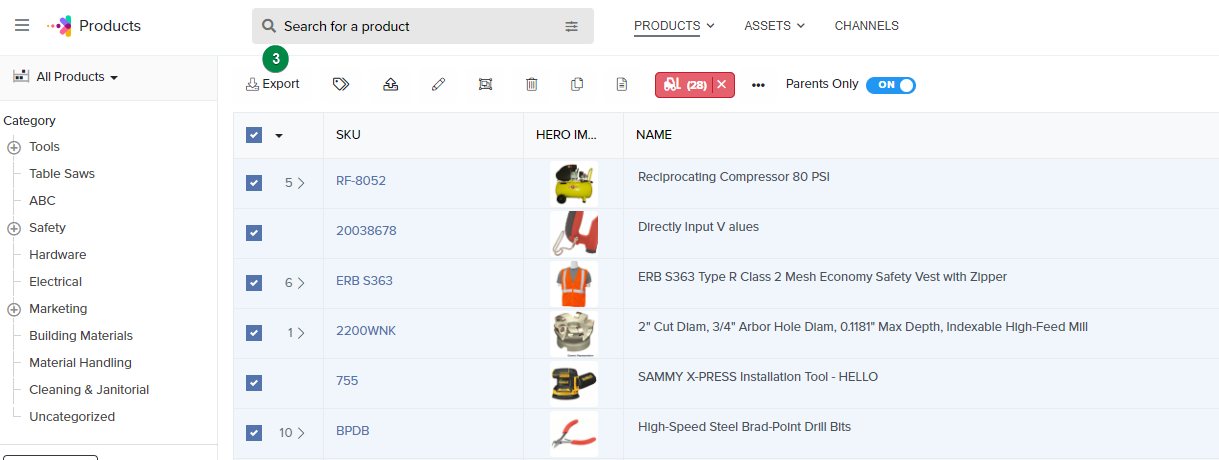 Products
Search for a product
PRODUCTS
ASSETS
CHANNELS
3
All Products
Export
(28)
Parents Only
ON
Category
Tools
Table Saws
ABC
Safety
Hardware
Electrical
Marketing
Building Materials
Material Handling
Cleaning & Janitorial
Uncategorized
SKU
HERO IM...
NAME
5
RF-8052
Reciprocating Compressor 80 PSI
20038678
Directly Input V alues
6
ERB S363
ERB S363 Type R Class 2 Mesh Economy Safety Vest with Zipper
1
2200WNK
2" Cut Diam, 3/4" Arbor Hole Diam, 0.1181" Max Depth, Indexable High-Feed Mill
755
SAMMY X-PRESS Installation Tool - HELLO
10
BPDB
High-Speed Steel Brad-Point Drill Bits